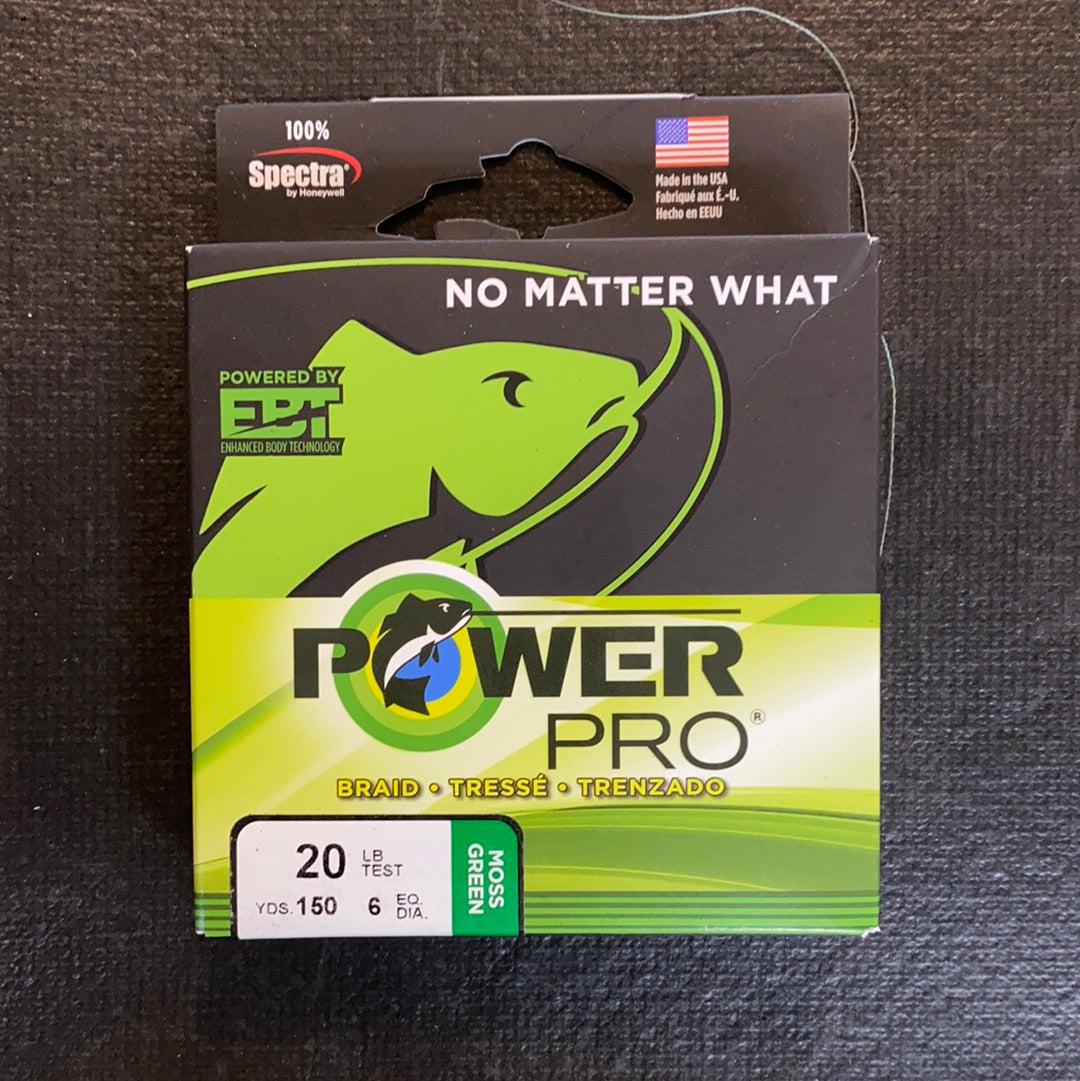 100%
Spectra®
by Honeywell
Made in the USA
Fabriqué aux É.-U.
Hecho en EEUU
NO MATTER WHAT
POWERED BY
EBT
ENHANCED BODY TECHNOLOGY
POWER
PRO®
BRAID • TRESSÉ • TRENZADO
20 LB TEST
YDS. 150 6 EQ. DIA.
MOSS
GREEN